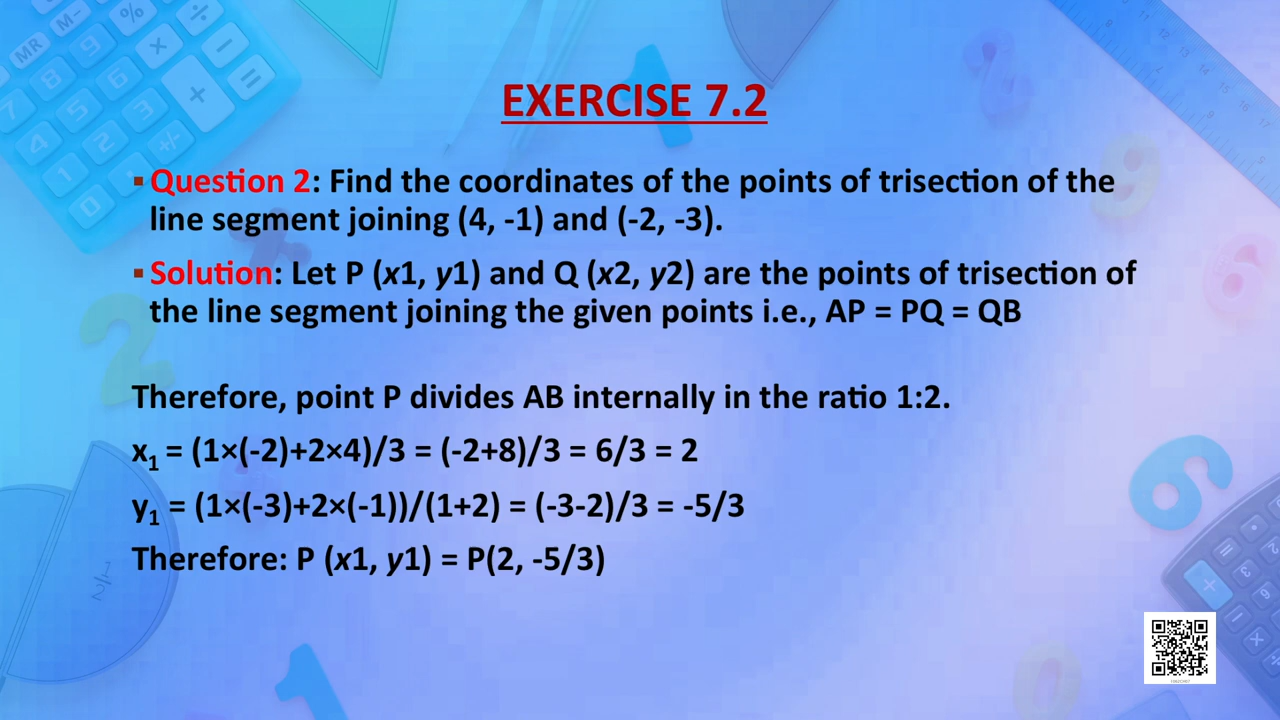 EXERCISE 7.2
▪ Question 2: Find the coordinates of the points of trisection of the
line segment joining (4, -1) and (-2, -3).
▪ Solution: Let P (x1, y1) and Q (x2, y2) are the points of trisection of
the line segment joining the given points i.e., AP = PQ = QB
Therefore, point P divides AB internally in the ratio 1:2.
x₁ = (1×(-2)+2×4)/3 = (-2+8)/3 = 6/3 = 2
y₁ = (1×(-3)+2×(-1))/(1+2) = (-3-2)/3 = -5/3
Therefore: P (x1, y1) = P(2, -5/3)